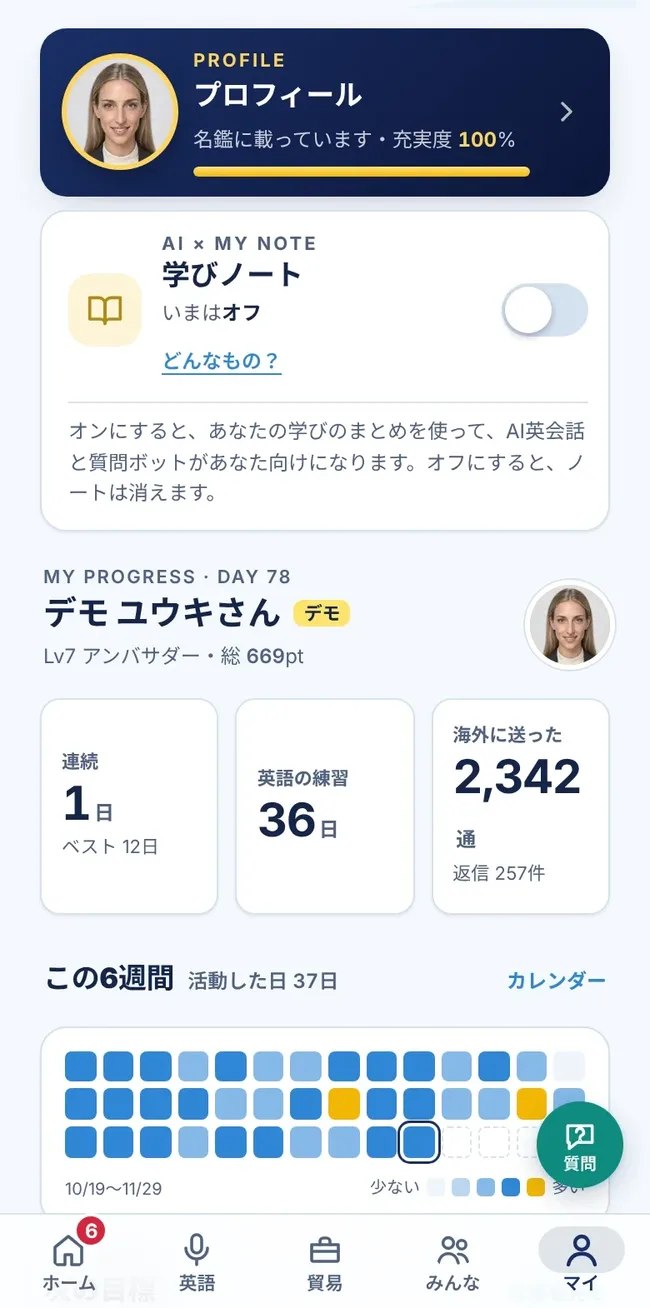 PROFILE
プロフィール
名鑑に載っています・充実度 100%
AI × MY NOTE
学びノート
いまはオフ
どんなもの？
オンにすると、あなたの学びのまとめを使って、AI英会話
と質問ボットがあなた向けになります。オフにすると、ノ
ートは消えます。
MY PROGRESS · DAY 78
デモ ユウキさん デモ
Lv7 アンバサダー・総 669pt
連続
1日
ベスト 12日
英語の練習
36日
海外に送った
2,342
通
返信 257件
この6週間 活動した日 37日 カレンダー
質問
10/19〜11/29 少ない 多い
6
ホーム 英語 貿易 みんな マイ
の目標